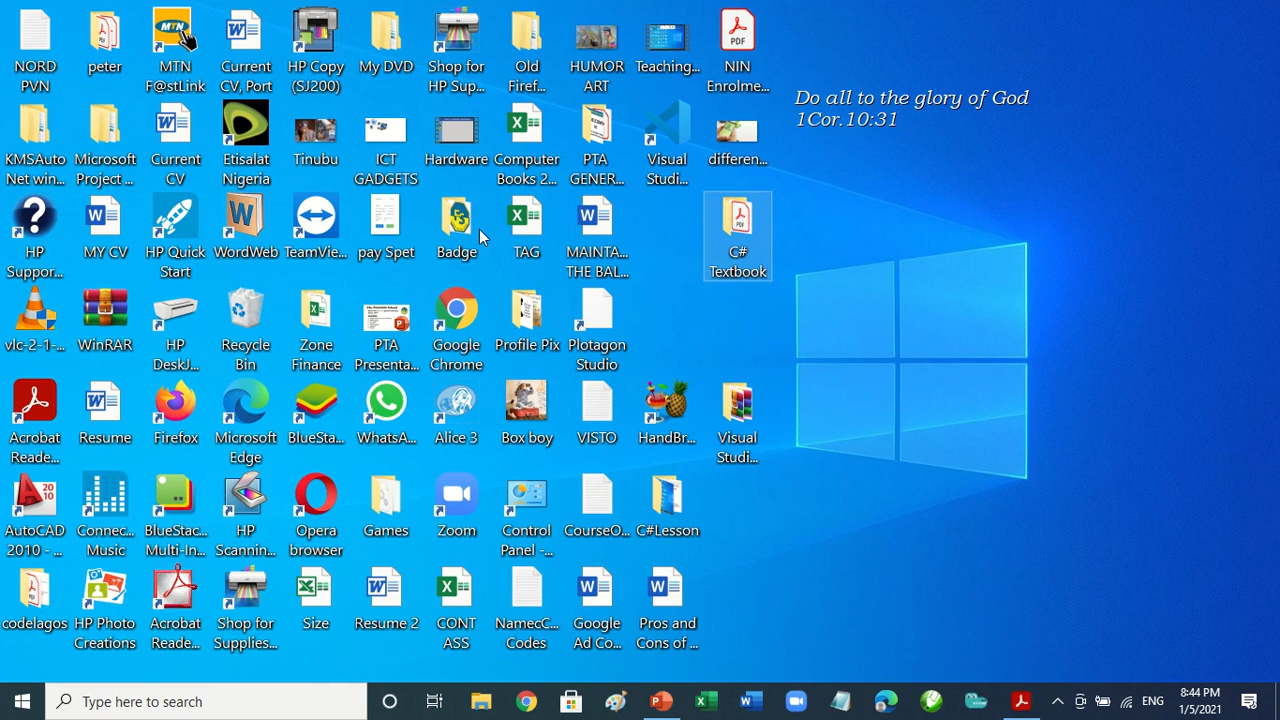 NORD
PVN
peter
MTN
F@stLink
Current
CV, Port
HP Copy
(SJ200)
My DVD
Shop for
HP Sup...
Old
Firef...
HUMOR
ART
Teaching...
NIN
Enrolme...
Do all to the glory of God
1Cor.10:31
KMSAuto
Net win...
Microsoft
Project ...
Current
CV
Etisalat
Nigeria
Tinubu
ICT
GADGETS
Hardware
Computer
Books 2...
PTA
GENER...
Visual
Studi...
differen...
HP
Suppor...
MY CV
HP Quick
Start
WordWeb
TeamVie...
pay Spet
Badge
TAG
MAINTA...
THE BAL...
C#
Textbook
vlc-2-1-...
WinRAR
HP
DeskJ...
Recycle
Bin
Zone
Finance
PTA
Presenta...
Google
Chrome
Profile Pix
Plotagon
Studio
Acrobat
Reade...
Resume
Firefox
Microsoft
Edge
BlueSta...
WhatsA...
Alice 3
Box boy
VISTO
HandBr...
Visual
Studi...
AutoCAD
2010 - ...
Connec...
Music
BlueStac...
Multi-In...
HP
Scannin...
Opera
browser
Games
Zoom
Control
Panel -...
CourseO...
C#Lesson
codelagos
HP Photo
Creations
Acrobat
Reade...
Shop for
Supplies...
Size
Resume 2
CONT
ASS
NamecC...
Codes
Google
Ad Co...
Pros and
Cons of ...
Type here to search
ENG
8:44 PM
1/5/2021